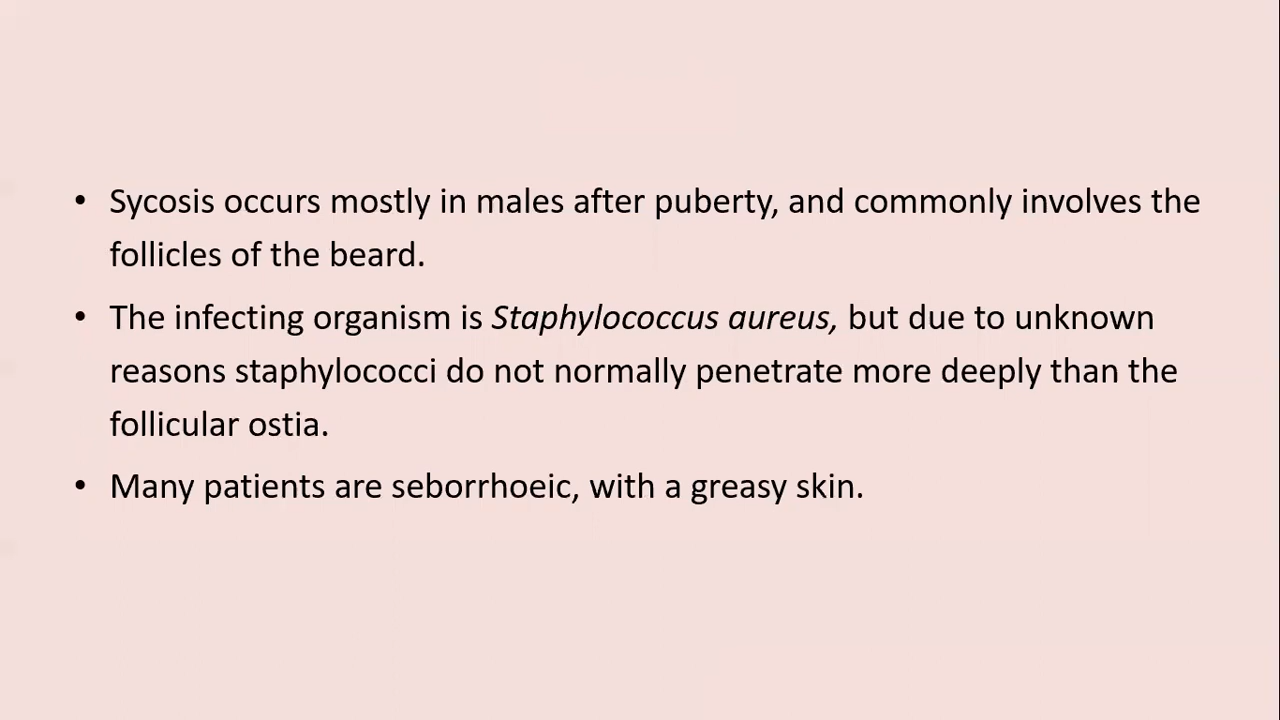 • Sycosis occurs mostly in males after puberty, and commonly involves the
follicles of the beard.
• The infecting organism is Staphylococcus aureus, but due to unknown
reasons staphylococci do not normally penetrate more deeply than the
follicular ostia.
• Many patients are seborrhoeic, with a greasy skin.